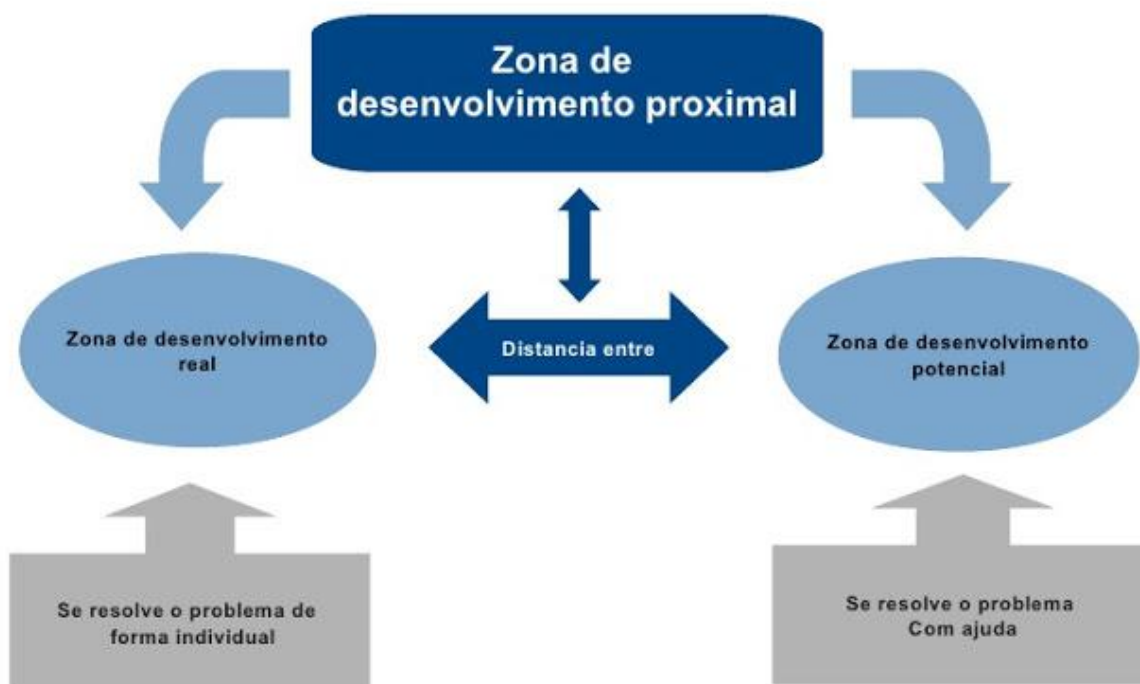 Zona de
desenvolvimento proximal
Zona de desenvolvimento
real
Distancia entre
Zona de desenvolvimento
potencial
Se resolve o problema de
forma individual
Se resolve o problema
Com ajuda